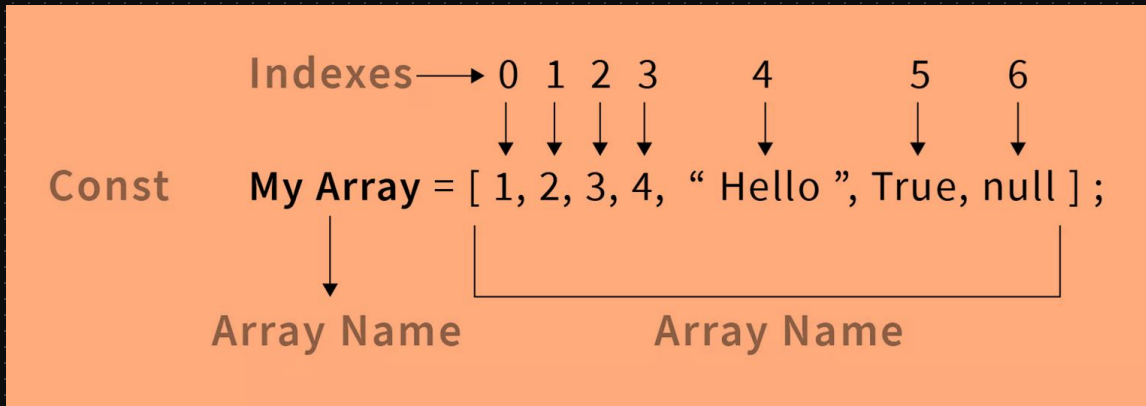 Indexes 0 1 2 3 4 5 6
Const My Array = [ 1, 2, 3, 4, “ Hello ”, True, null ] ;
Array Name Array Name